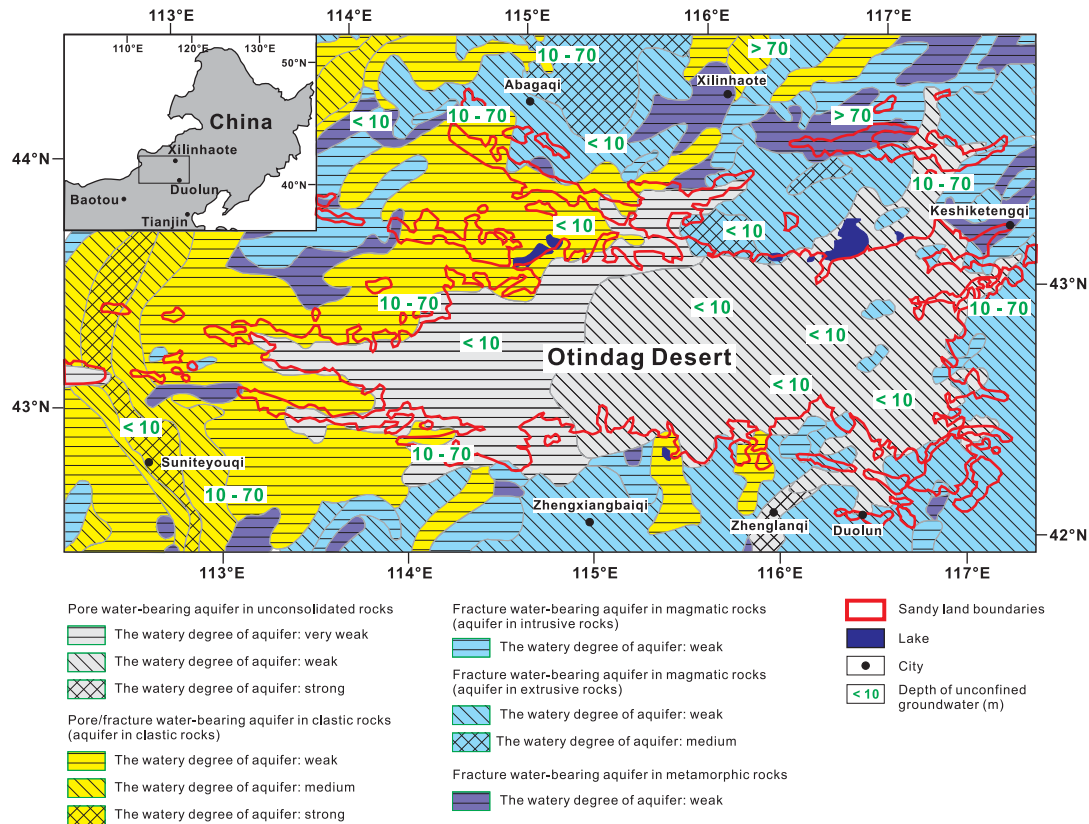 113°E
114°E
115°E
116°E
117°E
110°E
120°E
130°E
50°N
40°N
China
Xilinhaote
Duolun
Baotou
Tianjin
44°N
43°N
43°N
42°N
10 - 70
> 70
Abagaqi
Xilinhaote
< 10
10 - 70
> 70
< 10
10 - 70
Keshiketengqi
< 10
< 10
10 - 70
< 10
10 - 70
< 10
< 10
Otindag Desert
< 10
< 10
< 10
10 - 70
Suniteyouqi
10 - 70
Zhengxiangbaiqi
Zhenglanqi
Duolun
113°E
114°E
115°E
116°E
117°E
Pore water-bearing aquifer in unconsolidated rocks
The watery degree of aquifer: very weak
The watery degree of aquifer: weak
The watery degree of aquifer: strong
Pore/fracture water-bearing aquifer in clastic rocks
(aquifer in clastic rocks)
The watery degree of aquifer: weak
The watery degree of aquifer: medium
The watery degree of aquifer: strong
Fracture water-bearing aquifer in magmatic rocks
(aquifer in intrusive rocks)
The watery degree of aquifer: weak
Fracture water-bearing aquifer in magmatic rocks
(aquifer in extrusive rocks)
The watery degree of aquifer: weak
The watery degree of aquifer: medium
Fracture water-bearing aquifer in metamorphic rocks
The watery degree of aquifer: weak
Sandy land boundaries
Lake
City
< 10
Depth of unconfined
groundwater (m)